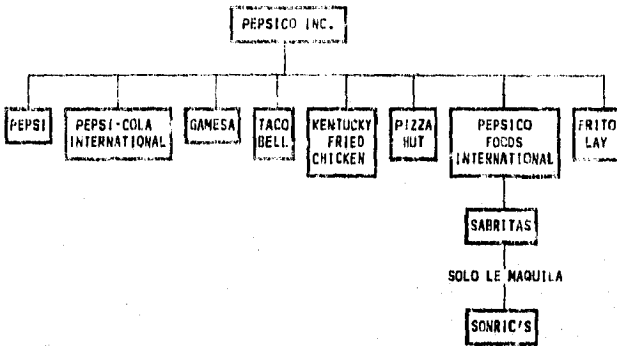 PEPSICO INC.
PEPSI
PEPSI-COLA
INTERNATIONAL
GAMESA
TACO
BELL
KENTUCKY
FRIED
CHICKEN
PIZZA
HUT
PEPSICO
FOODS
INTERNATIONAL
FRITO
LAY
SABRITAS
SOLO LE MAQUILA
SONRIC'S